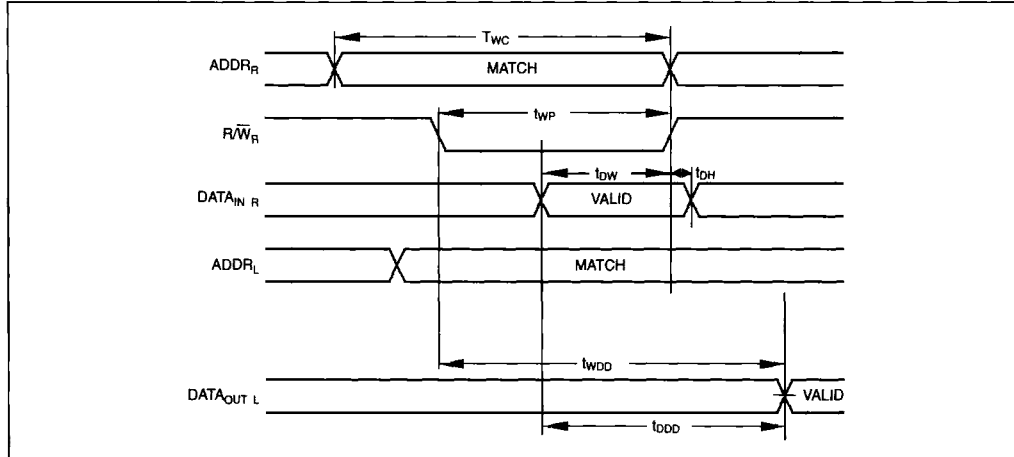 TWC
ADDRR MATCH
tWP
R/W̅R
tDW tDH
DATAIN R VALID
ADDRL MATCH
tWDD
DATAOUT L VALID
tDDD